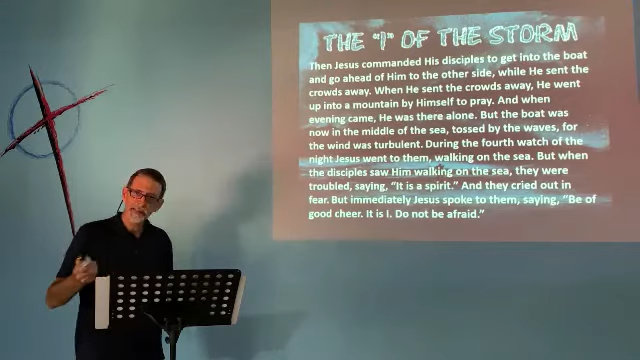 THE "I" OF THE STORM
Then Jesus commanded His disciples to get into the boat
and go ahead of Him to the other side, while He sent the
crowds away. When He sent the crowds away, He went
up into a mountain by Himself to pray. And when
evening came, He was there alone. But the boat was
now in the middle of the sea, tossed by the waves, for
the wind was turbulent. During the fourth watch of the
night Jesus went to them, walking on the sea. But when
the disciples saw Him walking on the sea, they were
troubled, saying, "It is a spirit." And they cried out in
fear. But immediately Jesus spoke to them, saying, "Be of
good cheer. It is I. Do not be afraid."